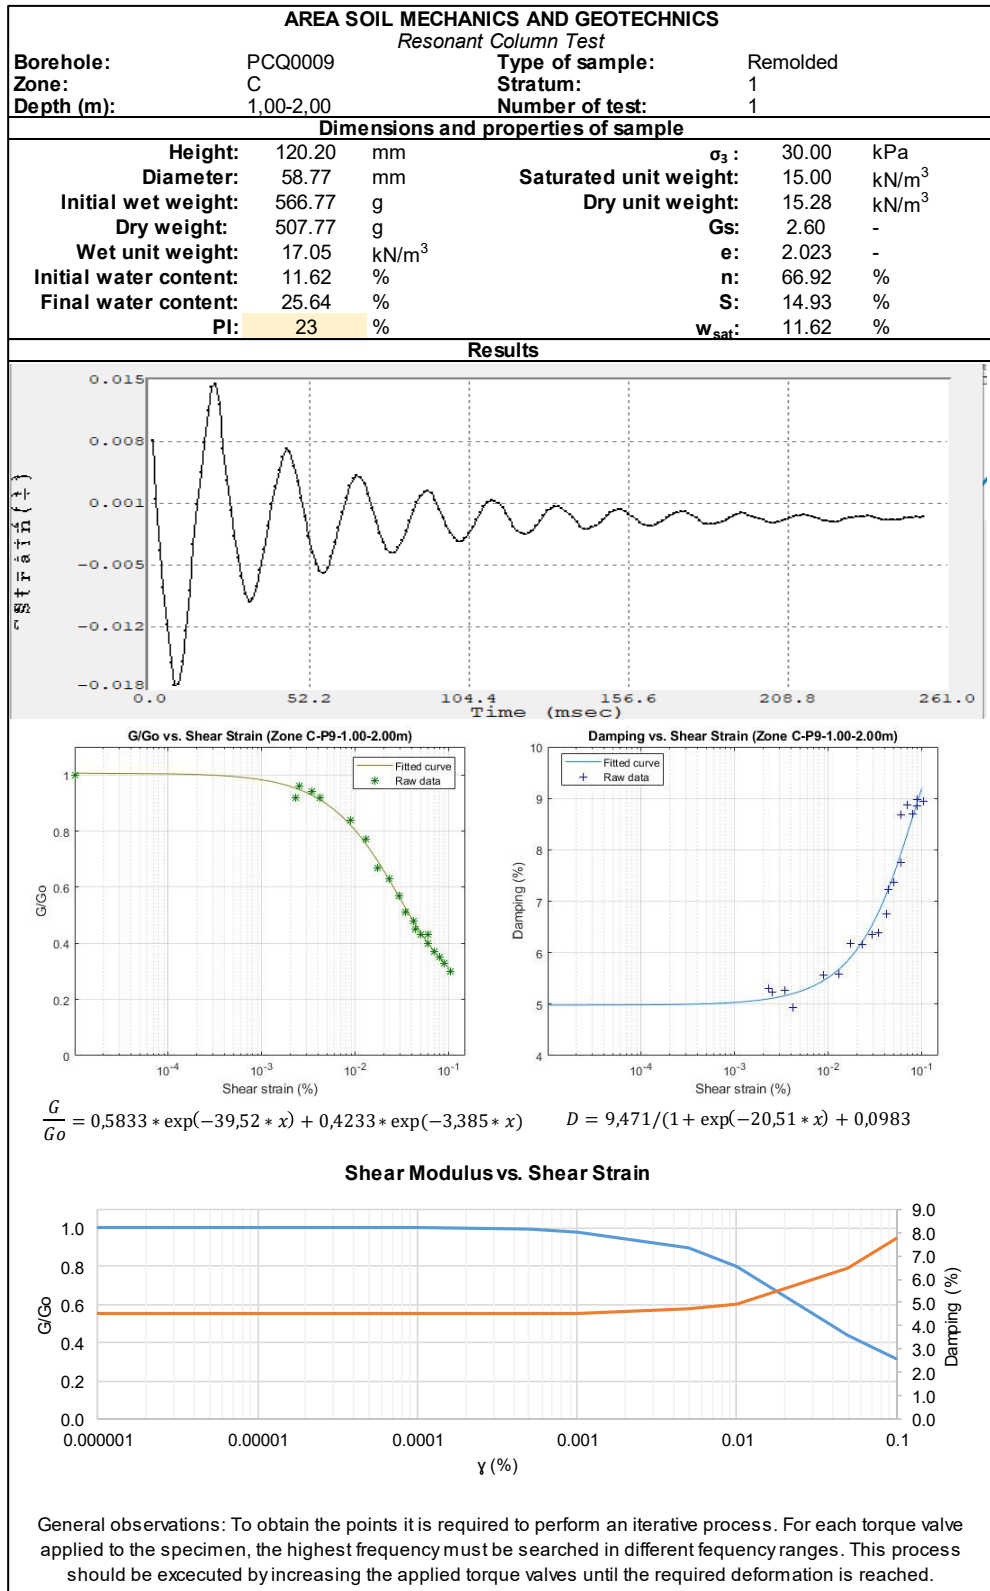 AREA SOIL MECHANICS AND GEOTECHNICS
Resonant Column Test
Borehole: PCQ0009 Type of sample: Remolded
Zone: C Stratum: 1
Depth (m): 1,00-2,00 Number of test: 1
Dimensions and properties of sample
Height: 120.20 mm σ3 : 30.00 kPa
Diameter: 58.77 mm Saturated unit weight: 15.00 kN/m³
Initial wet weight: 566.77 g Dry unit weight: 15.28 kN/m³
Dry weight: 507.77 g Gs: 2.60 -
Wet unit weight: 17.05 kN/m³ e: 2.023 -
Initial water content: 11.62 % n: 66.92 %
Final water content: 25.64 % S: 14.93 %
PI: 23 % wsat: 11.62 %
Results
0.015
0.008
0.001
-0.005
-0.012
-0.018
Strain(%)
0.0 52.2 104.4 156.6 208.8 261.0
Time (msec)
G/Go vs. Shear Strain (Zone C-P9-1.00-2.00m)
Fitted curve
Raw data
1
0.8
0.6
0.4
0.2
0
G/Go
10⁻⁴ 10⁻³ 10⁻² 10⁻¹
Shear strain (%)
Damping vs. Shear Strain (Zone C-P9-1.00-2.00m)
Fitted curve
Raw data
10
9
8
7
6
5
4
Damping (%)
10⁻⁴ 10⁻³ 10⁻² 10⁻¹
Shear strain (%)
G/Go = 0,5833 * exp(−39,52 * x) + 0,4233 * exp(−3,385 * x)
D = 9,471/(1 + exp(−20,51 * x) + 0,0983
Shear Modulus vs. Shear Strain
1.0
0.8
0.6
0.4
0.2
0.0
G/Go
9.0
8.0
7.0
6.0
5.0
4.0
3.0
2.0
1.0
0.0
Damping (%)
0.000001 0.00001 0.0001 0.001 0.01 0.1
ɣ (%)
General observations: To obtain the points it is required to perform an iterative process. For each torque valve
applied to the specimen, the highest frequency must be searched in different fequency ranges. This process
should be excecuted by increasing the applied torque valves until the required deformation is reached.